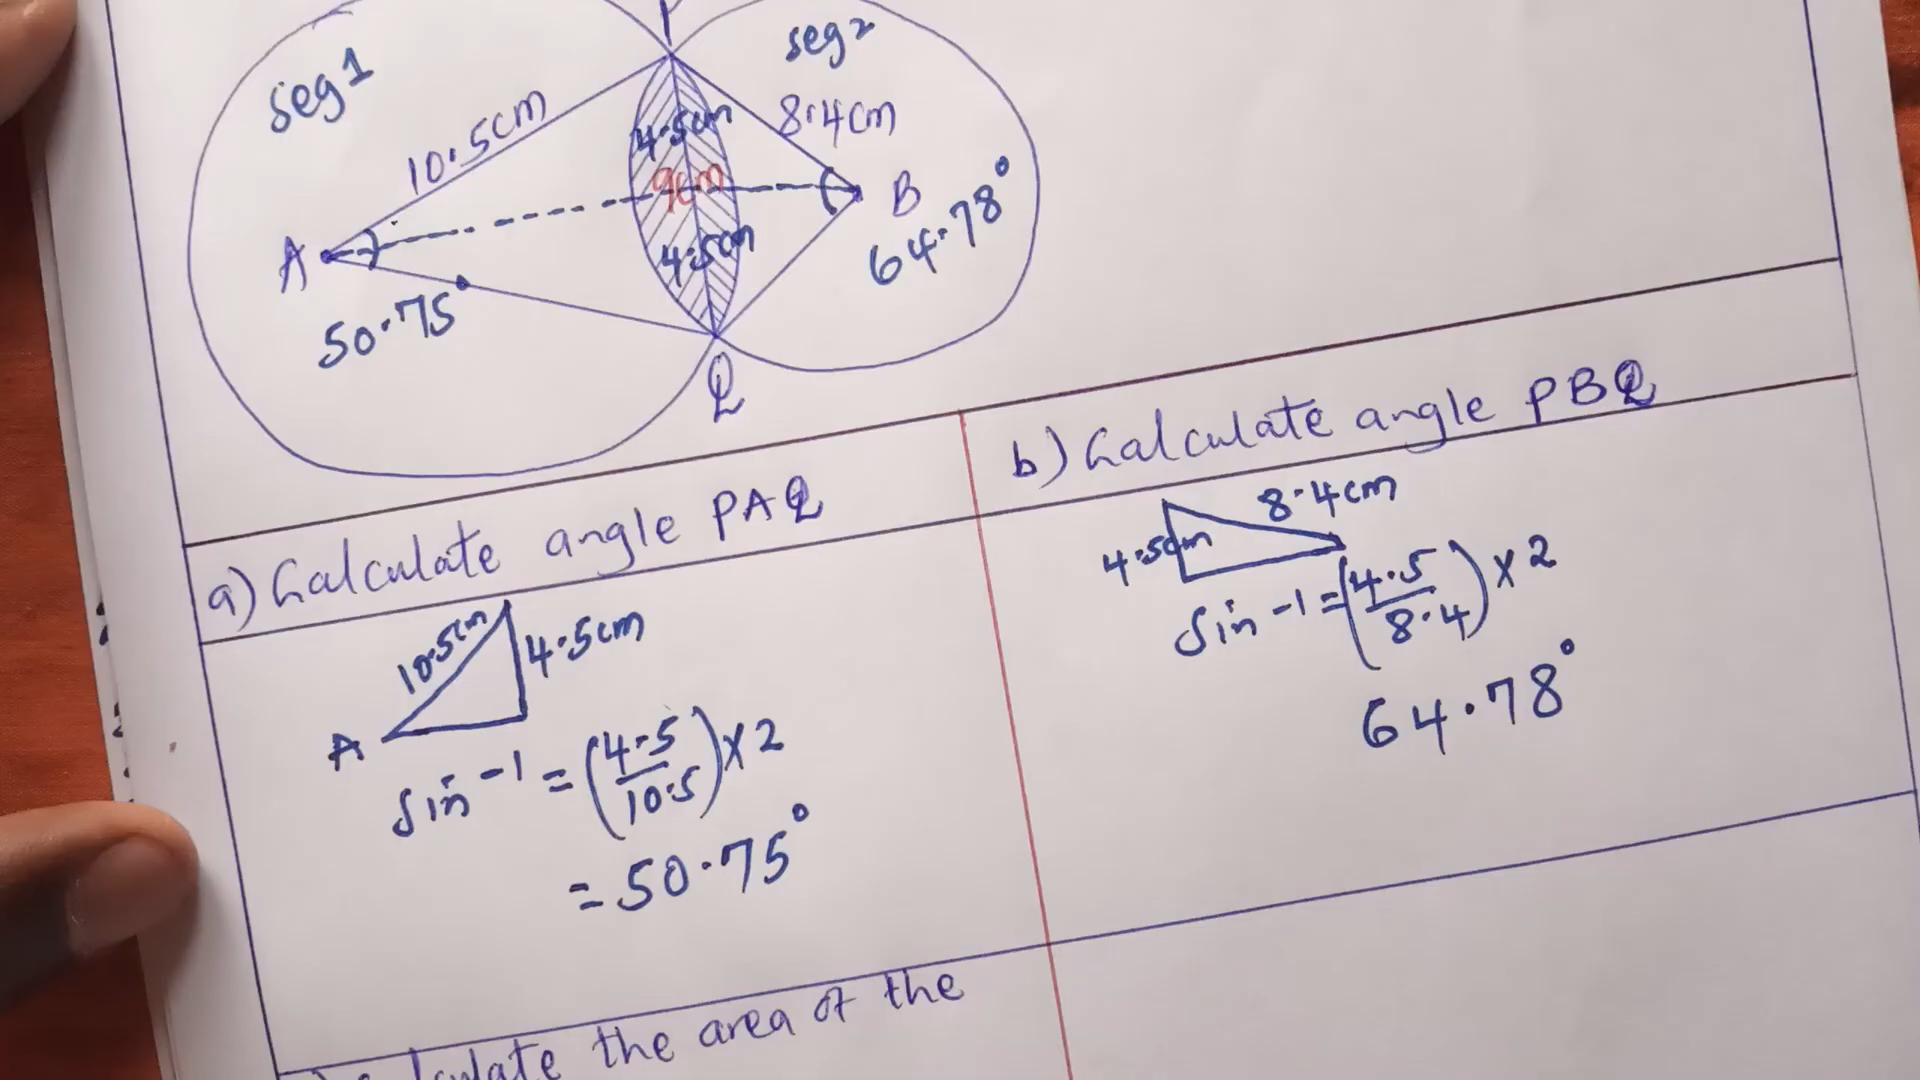 P
seg 1
seg 2
10.5cm
8.4cm
4.5cm
9cm
4.5cm
A
B
50.75°
64.78°
Q
a) Calculate angle PAQ
b) Calculate angle PBQ
10.5cm
4.5cm
A
sin -1 = (4.5/10.5) x 2
= 50.75°
8.4cm
4.5cm
sin -1 = (4.5/8.4) x 2
64.78°
the area of the